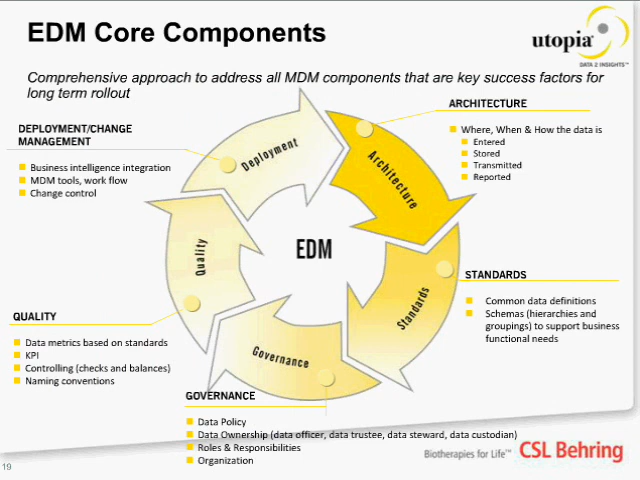 EDM Core Components
utopia
DATA 2 INSIGHTS™
Comprehensive approach to address all MDM components that are key success factors for
long term rollout
ARCHITECTURE
Where, When & How the data is
Entered
Stored
Transmitted
Reported
DEPLOYMENT/CHANGE
MANAGEMENT
Business intelligence integration
MDM tools, work flow
Change control
Deployment
Architecture
Quality
EDM
Standards
Governance
STANDARDS
Common data definitions
Schemas (hierarchies and
groupings) to support business
functional needs
QUALITY
Data metrics based on standards
KPI
Controlling (checks and balances)
Naming conventions
GOVERNANCE
Data Policy
Data Ownership (data officer, data trustee, data steward, data custodian)
Roles & Responsibilities
Organization
Biotherapies for Life™ CSL Behring
19